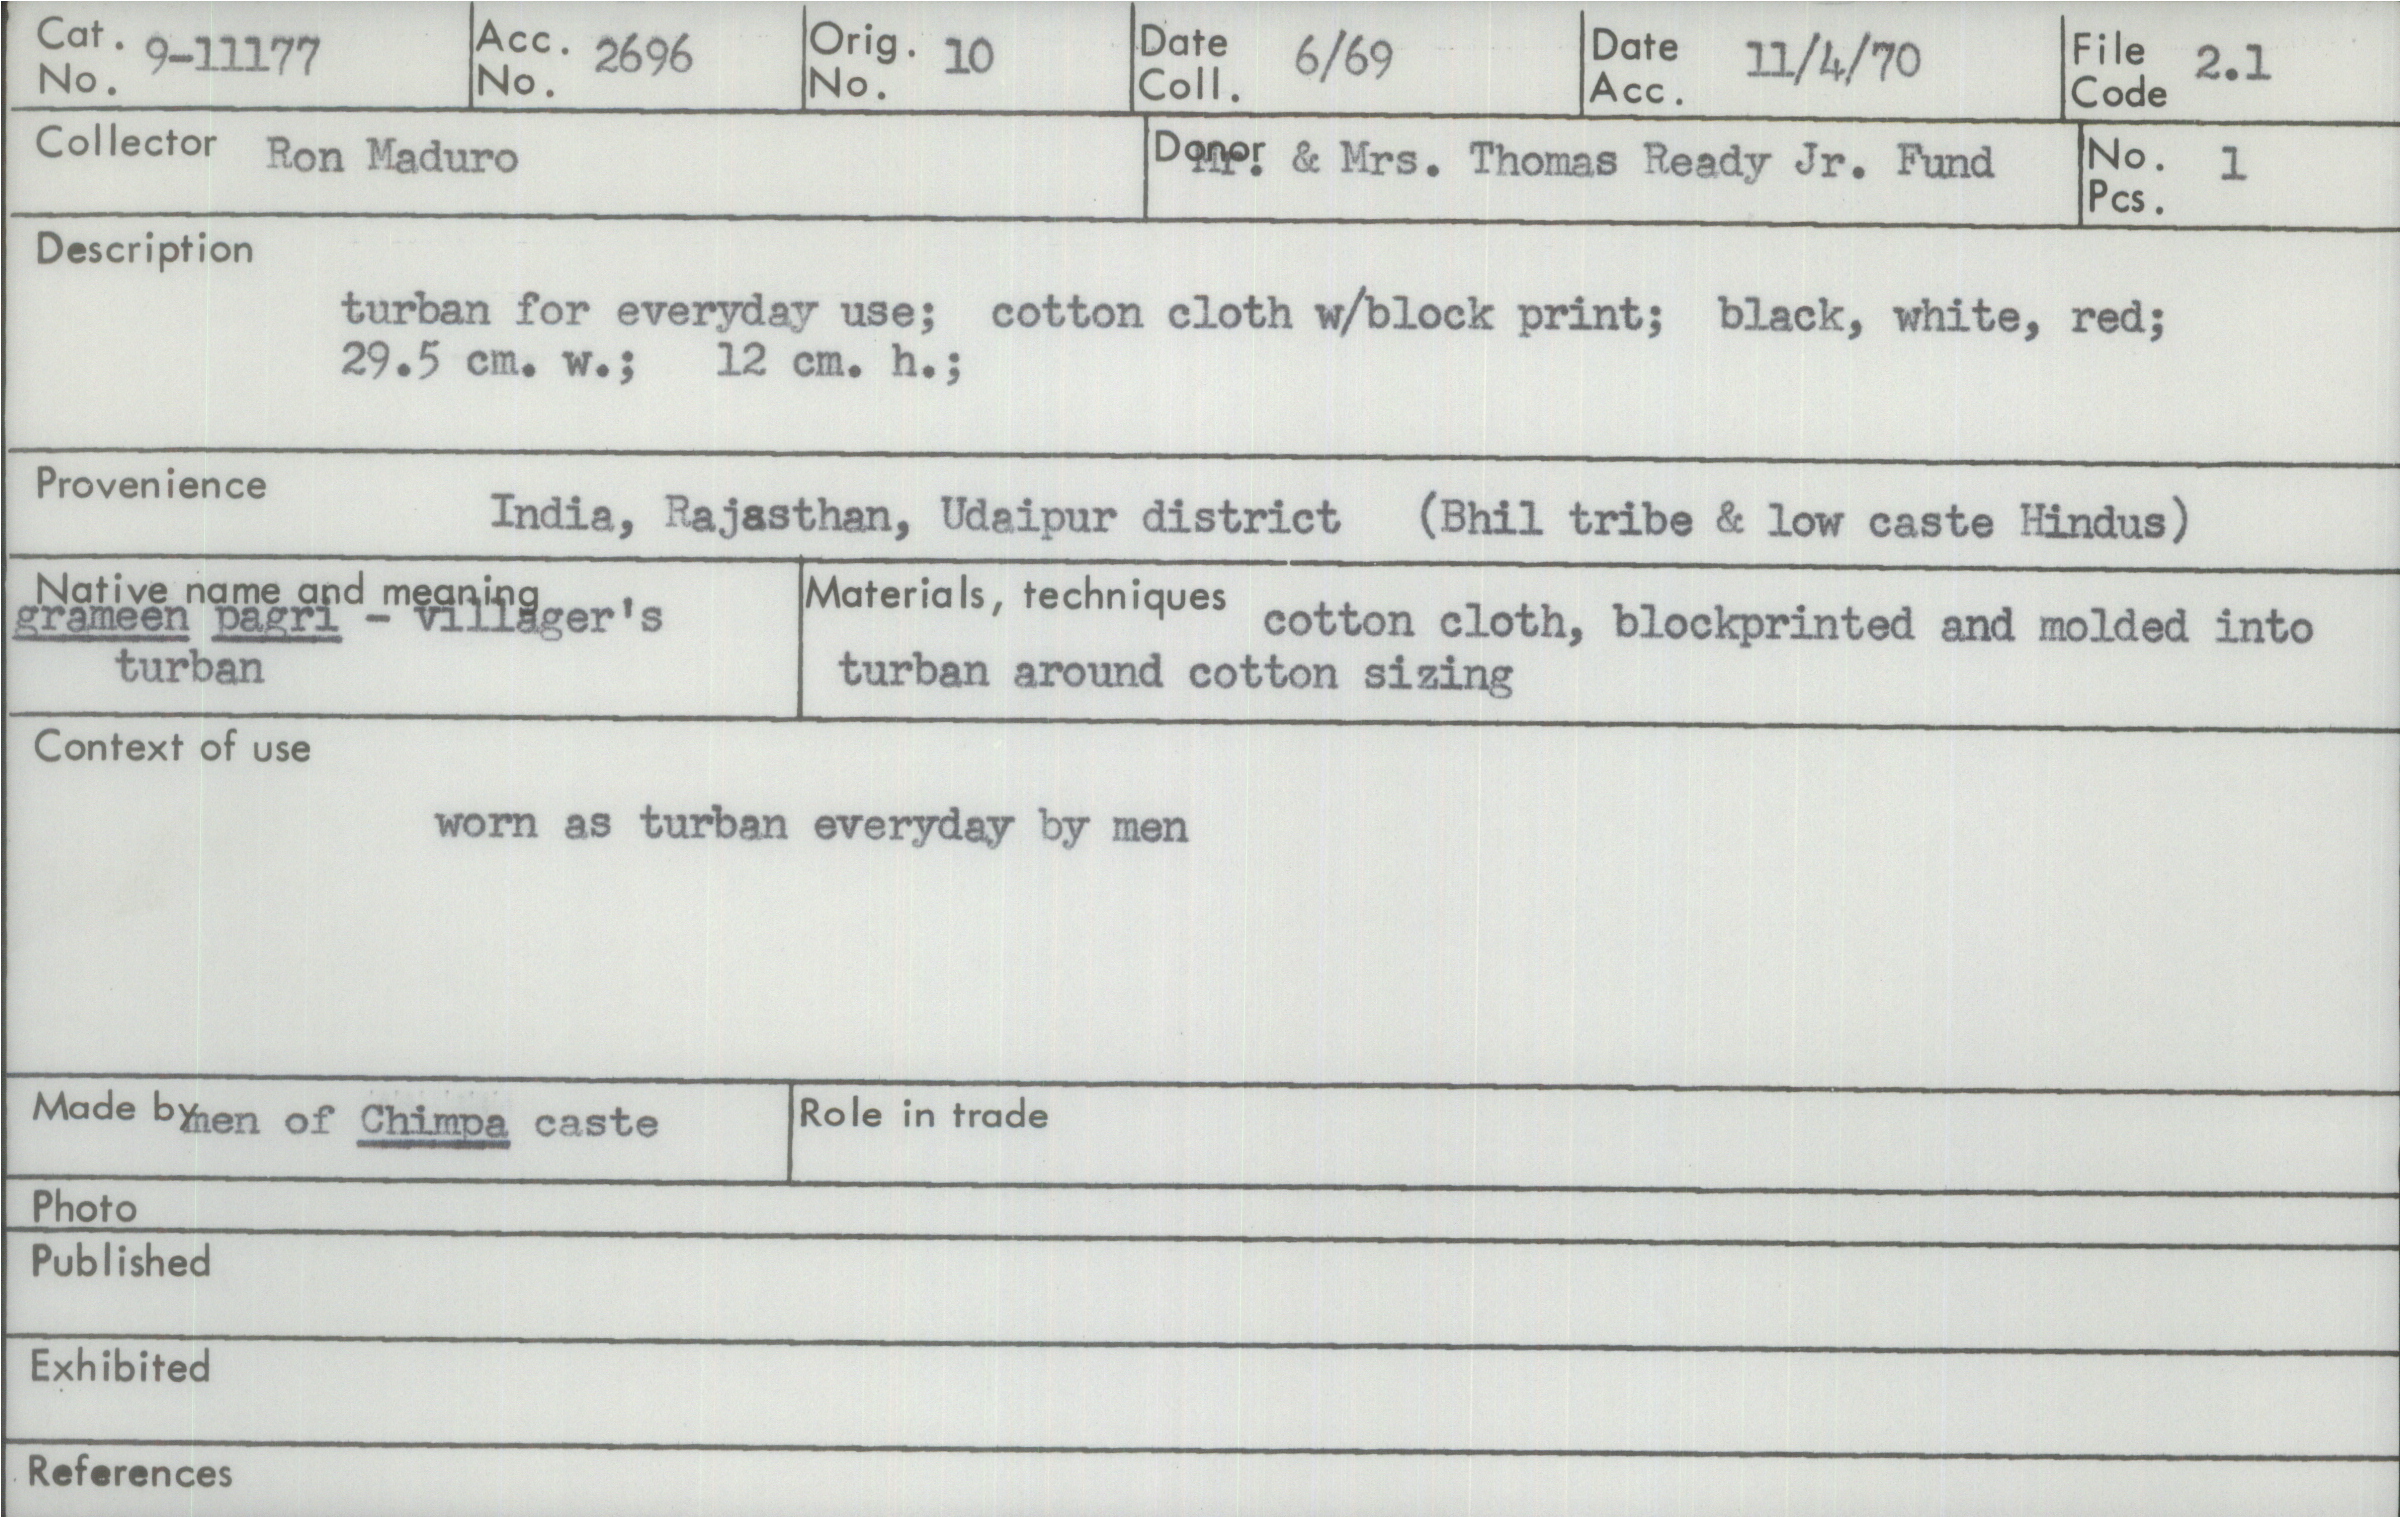 Cat. No. 9-11177 Acc. No. 2696 Orig. No. 10 Date Coll. 6/69 Date Acc. 11/4/70 File Code 2.1
Collector Ron Maduro Donor Mr. & Mrs. Thomas Ready Jr. Fund No. Pcs. 1
Description
turban for everyday use; cotton cloth w/block print; black, white, red;
29.5 cm. w.; 12 cm. h.;
Provenience India, Rajasthan, Udaipur district (Bhil tribe & low caste Hindus)
Native name and meaning
grameen pagri - villager's
turban
Materials, techniques cotton cloth, blockprinted and molded into
turban around cotton sizing
Context of use
worn as turban everyday by men
Made by men of Chimpa caste Role in trade
Photo
Published
Exhibited
References